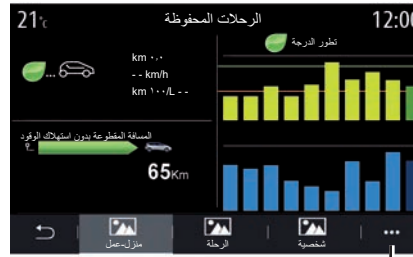 21°c
الرحلات المحفوظة
12:00
تطور الدرجة
km ٠,٠
- - km/h
km ١٠٠/L - -
المسافة المقطوعة بدون استهلاك الوقود
65Km
منزل-عمل
الرحلة
شخصية